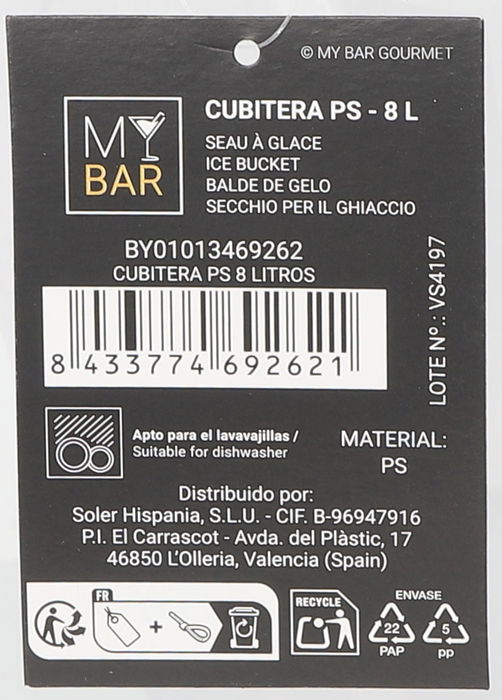 © MY BAR GOURMET
MY
BAR
CUBITERA PS - 8 L
SEAU À GLACE
ICE BUCKET
BALDE DE GELO
SECCHIO PER IL GHIACCIO
BY01013469262
CUBITERA PS 8 LITROS
8 433774 692621
LOTE Nº.: VS4197
Apto para el lavavajillas /
Suitable for dishwasher
MATERIAL:
PS
Distribuido por:
Soler Hispania, S.L.U. - CIF. B-96947916
P.I. El Carrascot - Avda. del Plàstic, 17
46850 L'Olleria, Valencia (Spain)
FR
+
RECYCLE
ENVASE
22
PAP
5
pp